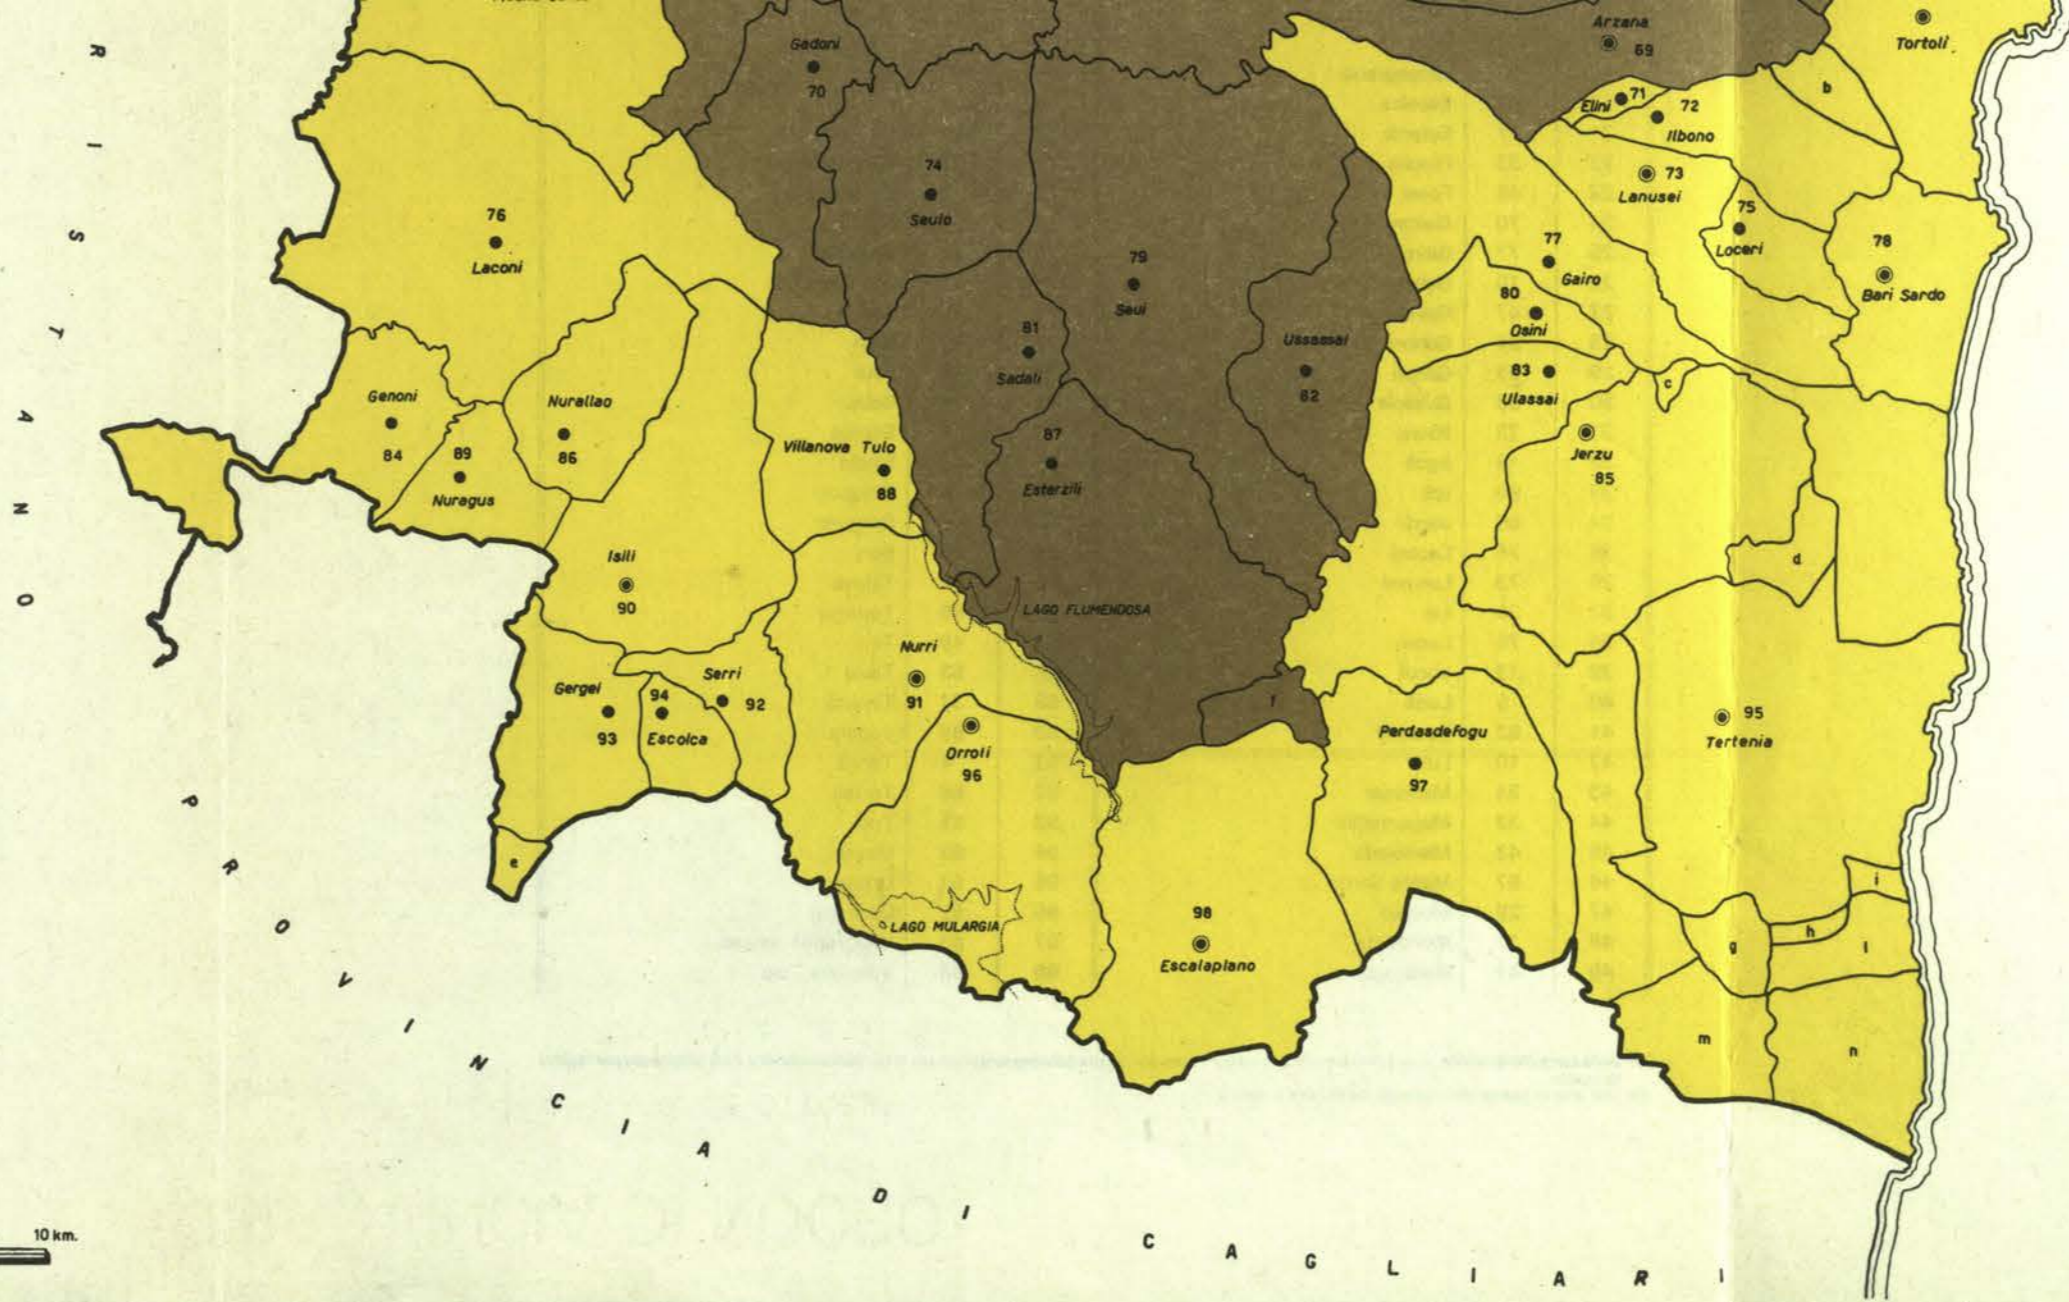 Arzana
69
Tortolì
Gadoni
70
Elini
71
72
Ilbono
b
73
Lanusei
74
Seulo
75
Loceri
76
Laconi
77
Gairo
78
Bari Sardo
79
Seui
80
Osini
81
Sadali
Ussassai
82
83
Ulassai
c
Genoni
84
Jerzu
85
Nurallao
86
87
Esterzili
Villanova Tulo
88
89
Nuragus
d
Isili
90
LAGO FLUMENDOSA
Nurri
91
Serri
92
Gergei
93
94
Escolca
f
95
Tertenia
Orroli
96
Perdasdefogu
97
e
i
LAGO MULARGIA
98
Escalaplano
g
h
l
m
n
R I S T A N O
P R O V I N C I A D I C A G L I A R I
10 km.